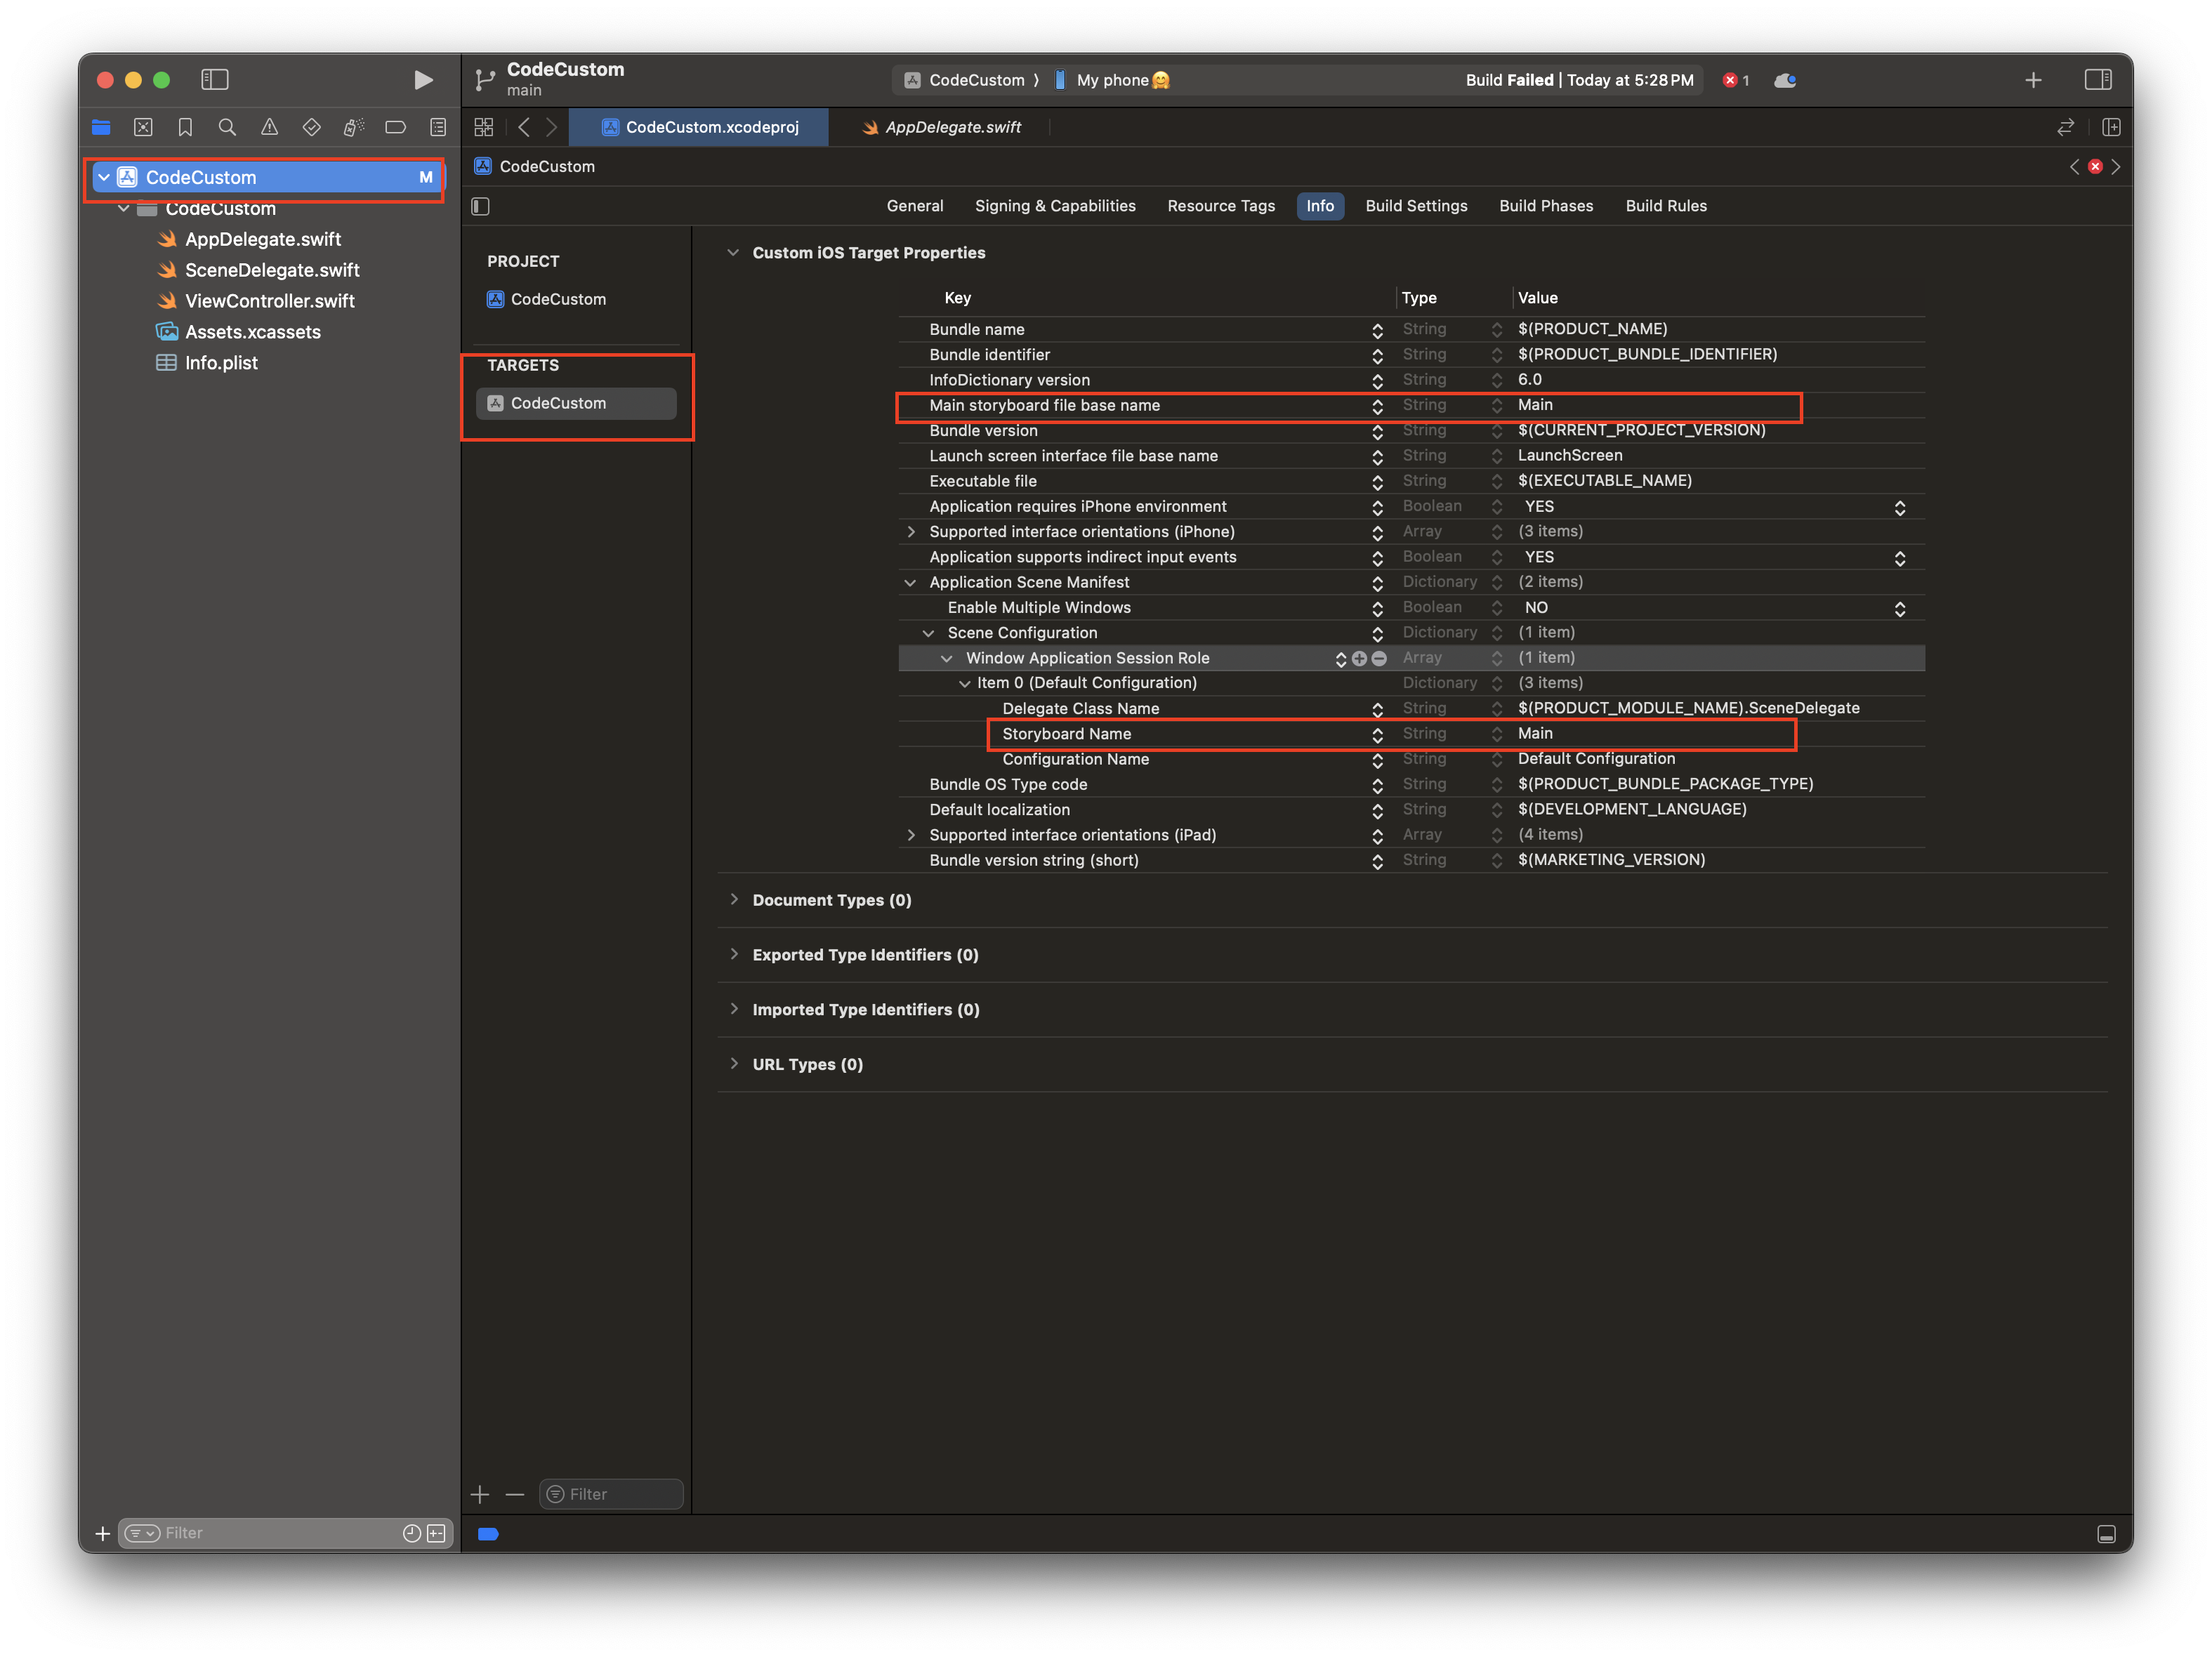 CodeCustom
main
CodeCustom 〉 My phone🤗
Build Failed | Today at 5:28 PM
1
CodeCustom.xcodeproj
AppDelegate.swift
CodeCustom M
CodeCustom
AppDelegate.swift
SceneDelegate.swift
ViewController.swift
Assets.xcassets
Info.plist
CodeCustom
General Signing & Capabilities Resource Tags Info Build Settings Build Phases Build Rules
PROJECT
CodeCustom
TARGETS
CodeCustom
Custom iOS Target Properties
Key Type Value
Bundle name String $(PRODUCT_NAME)
Bundle identifier String $(PRODUCT_BUNDLE_IDENTIFIER)
InfoDictionary version String 6.0
Main storyboard file base name String Main
Bundle version String $(CURRENT_PROJECT_VERSION)
Launch screen interface file base name String LaunchScreen
Executable file String $(EXECUTABLE_NAME)
Application requires iPhone environment Boolean YES
Supported interface orientations (iPhone) Array (3 items)
Application supports indirect input events Boolean YES
Application Scene Manifest Dictionary (2 items)
Enable Multiple Windows Boolean NO
Scene Configuration Dictionary (1 item)
Window Application Session Role Array (1 item)
Item 0 (Default Configuration) Dictionary (3 items)
Delegate Class Name String $(PRODUCT_MODULE_NAME).SceneDelegate
Storyboard Name String Main
Configuration Name String Default Configuration
Bundle OS Type code String $(PRODUCT_BUNDLE_PACKAGE_TYPE)
Default localization String $(DEVELOPMENT_LANGUAGE)
Supported interface orientations (iPad) Array (4 items)
Bundle version string (short) String $(MARKETING_VERSION)
Document Types (0)
Exported Type Identifiers (0)
Imported Type Identifiers (0)
URL Types (0)
Filter
Filter